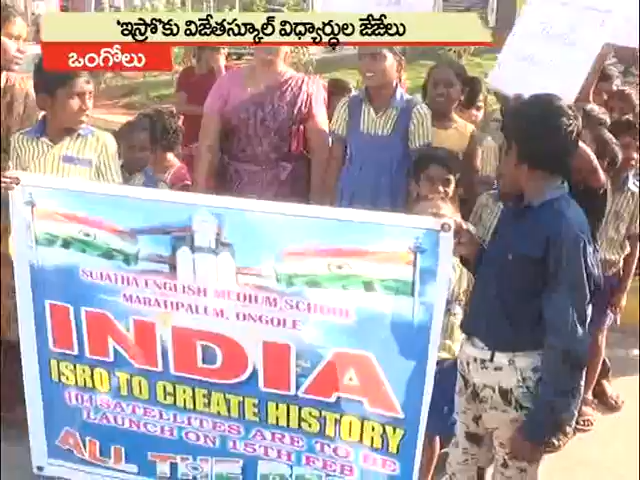 'ఇస్రో'కు విజేతస్కూల్ విద్యార్థుల జేజేలు
ఒంగోలు
SUJATHA ENGLISH MEDIUM SCHOOL
MARATIPALEM, ONGOLE
INDIA
ISRO TO CREATE HISTORY
104 SATELLITES ARE TO BE
LAUNCH ON 15TH FEB
ALL THE